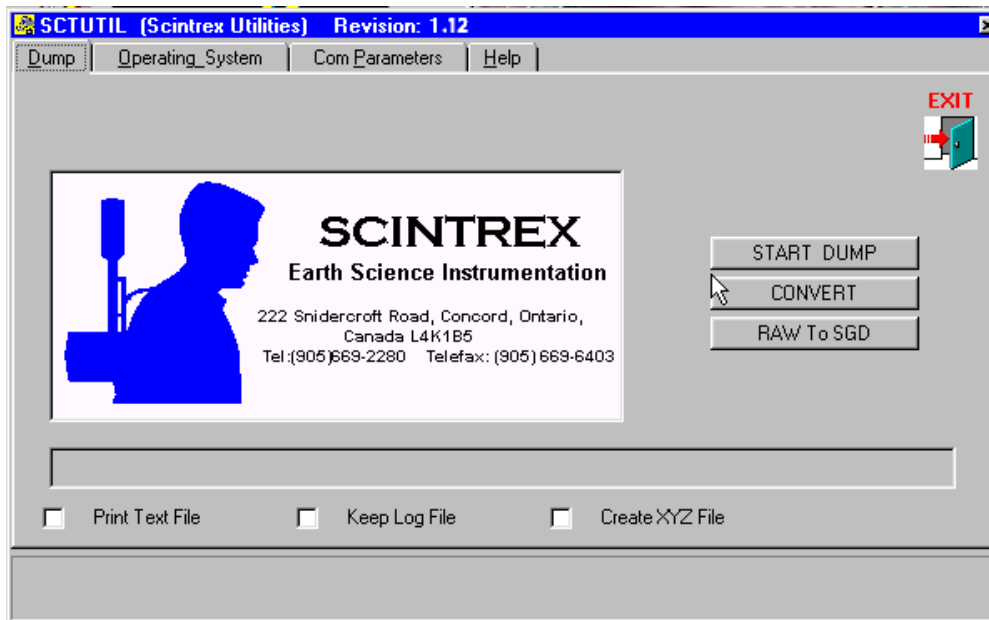 SCTUTIL (Scintrex Utilities) Revision: 1.12
Dump Operating_System Com Parameters Help
EXIT
SCINTREX
Earth Science Instrumentation
222 Snidercroft Road, Concord, Ontario,
Canada L4K1B5
Tel:(905)669-2280 Telefax: (905) 669-6403
START DUMP
CONVERT
RAW To SGD
Print Text File Keep Log File Create XYZ File